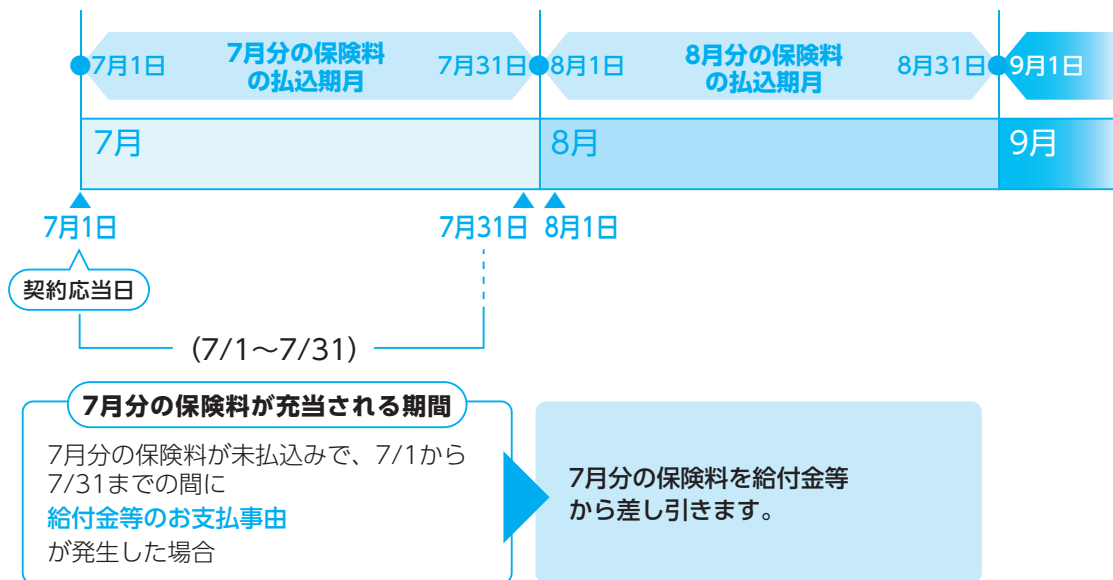 7月1日
7月分の保険料
の払込期月
7月31日
8月1日
8月分の保険料
の払込期月
8月31日
9月1日
7月
8月
9月
7月1日
7月31日
8月1日
契約応当日
(7/1〜7/31)
7月分の保険料が充当される期間
7月分の保険料が未払込みで、7/1から
7/31までの間に
給付金等のお支払事由
が発生した場合
7月分の保険料を給付金等
から差し引きます。